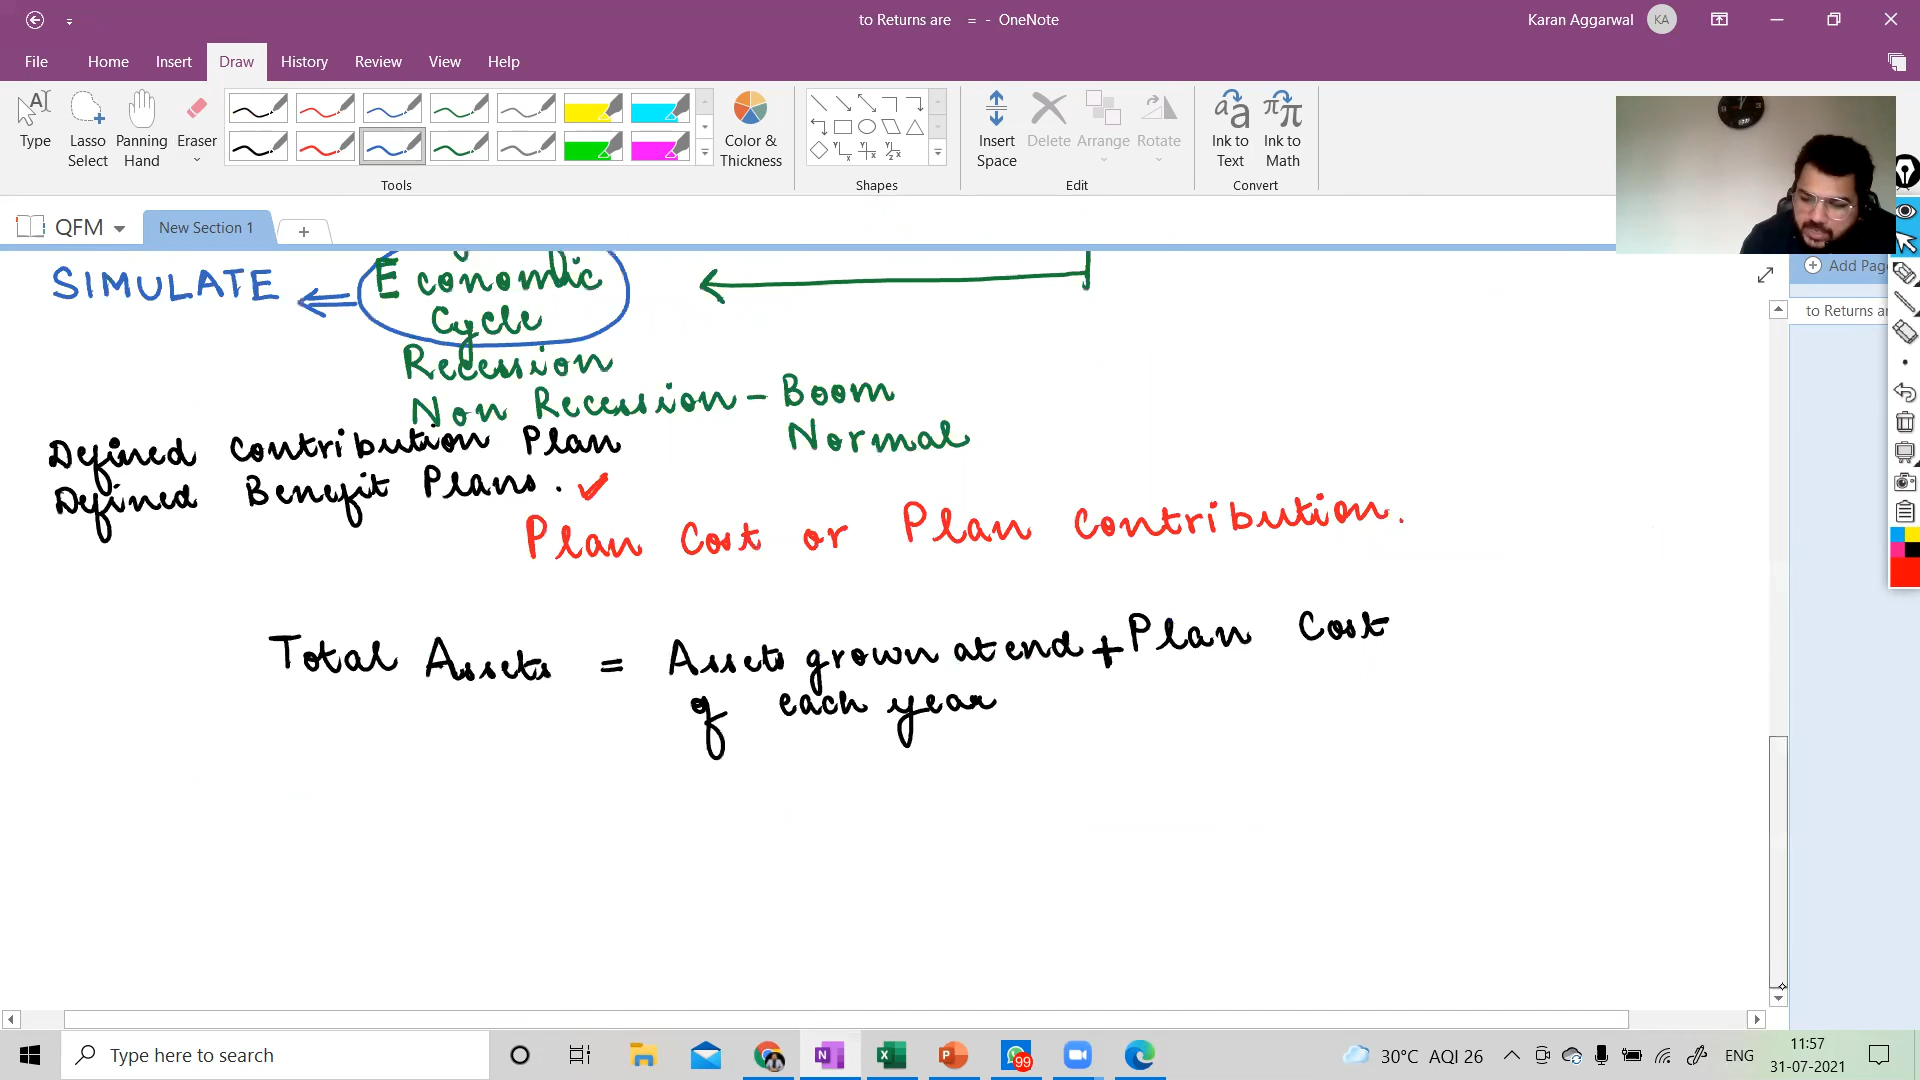 to Returns are = - OneNote
Karan Aggarwal KA
File Home Insert Draw History Review View Help
Type
Lasso Select
Panning Hand
Eraser
Color & Thickness
Insert Space
Delete
Arrange
Rotate
Ink to Text
Ink to Math
Tools
Shapes
Edit
Convert
QFM
New Section 1
Add Pag
to Returns ar
SIMULATE
Economic
Cycle
Recession
Non Recession - Boom
Normal
Defined Contribution Plan
Defined Benefit Plans.
Plan Cost or Plan Contribution.
Total Assets = Assets grown at end + Plan Cost
of each year
Type here to search
99
30°C AQI 26
ENG
11:57
31-07-2021